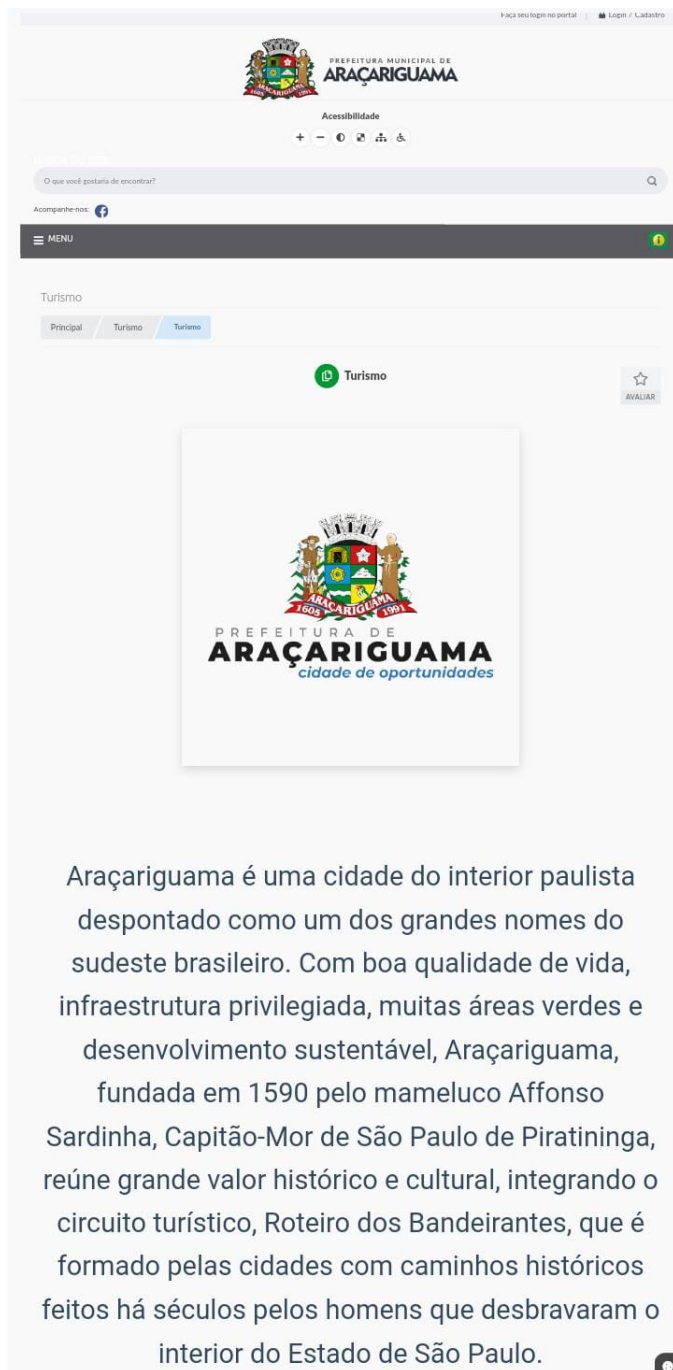 Faça seu login no portal | Login / Cadastro
PREFEITURA MUNICIPAL DE
ARAÇARIGUAMA
1605 ARAÇARIGUAMA 1991
Acessibilidade
O que você gostaria de encontrar?
Acompanhe-nos:
MENU
Turismo
Principal Turismo Turismo
Turismo
AVALIAR
1605 ARAÇARIGUAMA 1991
PREFEITURA DE
ARAÇARIGUAMA
cidade de oportunidades
Araçariguama é uma cidade do interior paulista
despontado como um dos grandes nomes do
sudeste brasileiro. Com boa qualidade de vida,
infraestrutura privilegiada, muitas áreas verdes e
desenvolvimento sustentável, Araçariguama,
fundada em 1590 pelo mameluco Affonso
Sardinha, Capitão-Mor de São Paulo de Piratininga,
reúne grande valor histórico e cultural, integrando o
circuito turístico, Roteiro dos Bandeirantes, que é
formado pelas cidades com caminhos históricos
feitos há séculos pelos homens que desbravaram o
interior do Estado de São Paulo.